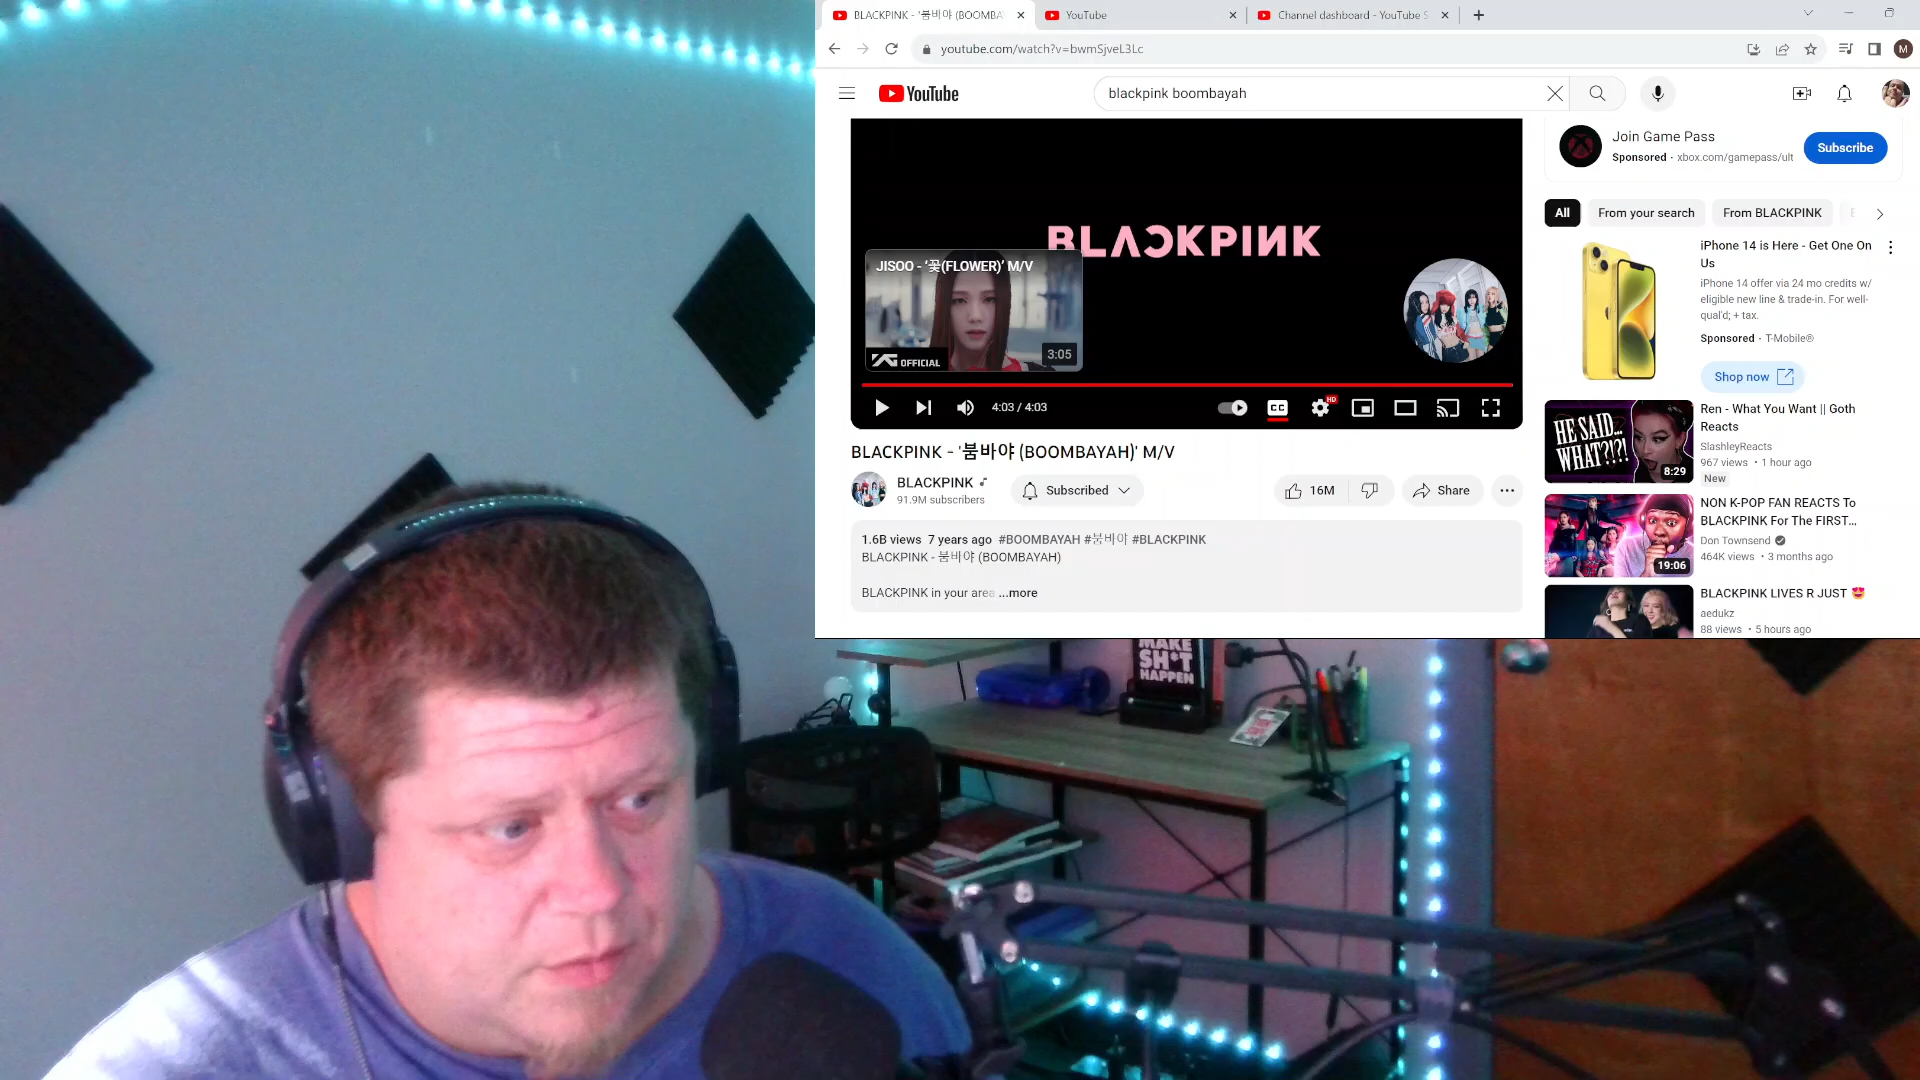 BLACKPINK - '붐바야 (BOOMBA
YouTube
Channel dashboard - YouTube S
youtube.com/watch?v=bwmSjveL3Lc
M
YouTube
blackpink boombayah
BLACKPINK
JISOO - '꽃(FLOWER)' M/V
YG OFFICIAL
3:05
4:03 / 4:03
CC
HD
BLACKPINK - '붐바야 (BOOMBAYAH)' M/V
BLACKPINK
91.9M subscribers
Subscribed
16M
Share
1.6B views 7 years ago #BOOMBAYAH #붐바야 #BLACKPINK
BLACKPINK - 붐바야 (BOOMBAYAH)
BLACKPINK in your area ...more
Join Game Pass
Sponsored · xbox.com/gamepass/ult
Subscribe
All
From your search
From BLACKPINK
iPhone 14 is Here - Get One On
Us
iPhone 14 offer via 24 mo credits w/
eligible new line & trade-in. For well-
qual'd; + tax.
Sponsored · T-Mobile®
Shop now
HE SAID...
WHAT?!?!
8:29
Ren - What You Want || Goth
Reacts
SlashleyReacts
967 views • 1 hour ago
New
19:06
NON K-POP FAN REACTS To
BLACKPINK For The FIRST...
Don Townsend
464K views • 3 months ago
BLACKPINK LIVES R JUST 😍
aedukz
88 views • 5 hours ago
MAKE
SH*T
HAPPEN